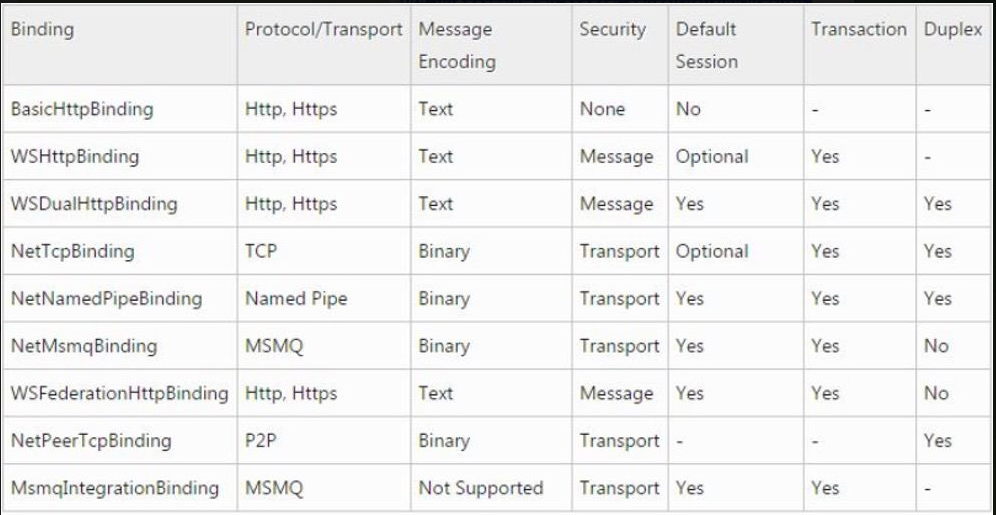 Binding Protocol/Transport Message Encoding Security Default Session Transaction Duplex
BasicHttpBinding Http, Https Text None No - -
WSHttpBinding Http, Https Text Message Optional Yes -
WSDualHttpBinding Http, Https Text Message Yes Yes Yes
NetTcpBinding TCP Binary Transport Optional Yes Yes
NetNamedPipeBinding Named Pipe Binary Transport Yes Yes Yes
NetMsmqBinding MSMQ Binary Transport Yes Yes No
WSFederationHttpBinding Http, Https Text Message Yes Yes No
NetPeerTcpBinding P2P Binary Transport - - Yes
MsmqIntegrationBinding MSMQ Not Supported Transport Yes Yes -